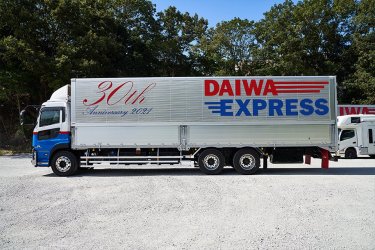 30th
Anniversary 2021
DAIWA
EXPRESS